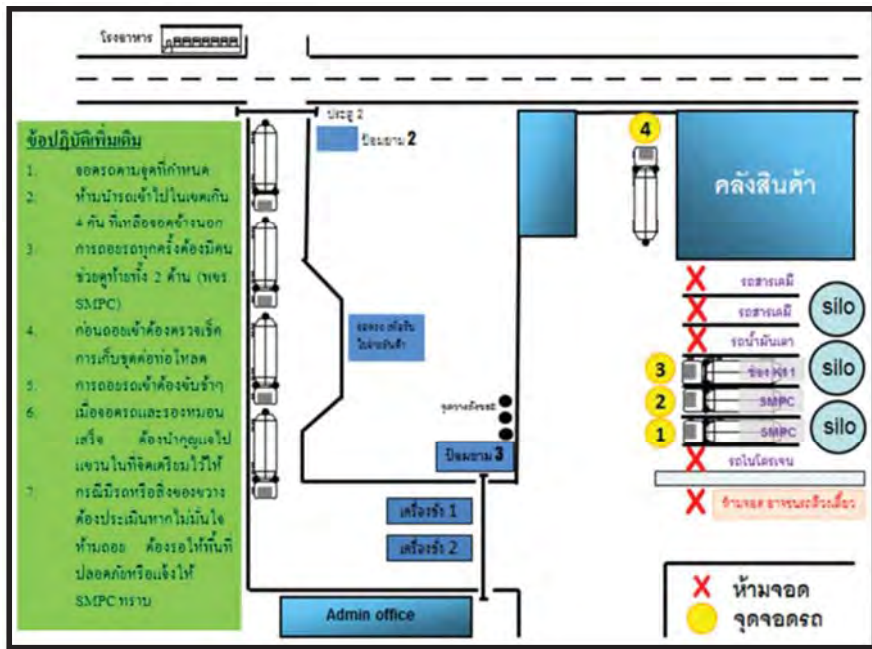 โรงอาหาร
ประตู 2
ป้อมยาม 2
ข้อปฏิบัติเพิ่มเติม
1. จอดรถตามจุดที่กำหนด
2. ห้ามนำรถเข้าไปในเขตเกิน
4 คัน ที่เหลือจอดข้างนอก
3. การถอยรถทุกครั้งต้องมีคน
ช่วยดูท้ายทั้ง 2 ด้าน (พขร
SMPC)
4. ก่อนถอยเข้าต้องตรวจเช็ค
การเก็บชุดต่อท่อโหลด
5. การถอยรถเข้าต้องขับช้าๆ
6. เมื่อจอดรถและรองหมอน
เสร็จ ต้องนำกุญแจไป
แขวนในที่จัดเตรียมไว้ให้
7. กรณีมีรถหรือสิ่งของขวาง
ต้องประเมินหากไม่มั่นใจ
ห้ามถอย ต้องรอให้พื้นที่
ปลอดภัยหรือแจ้งให้
SMPC ทราบ
4
คลังสินค้า
รถสารเคมี
รถสารเคมี
รถน้ำมันเตา
3
2 SMPC
1 SMPC
รถไนโตรเจน
silo
silo
silo
ป้อมยาม 3
เครื่องชั่ง 1
เครื่องชั่ง 2
Admin office
X ห้ามจอด
จุดจอดรถ